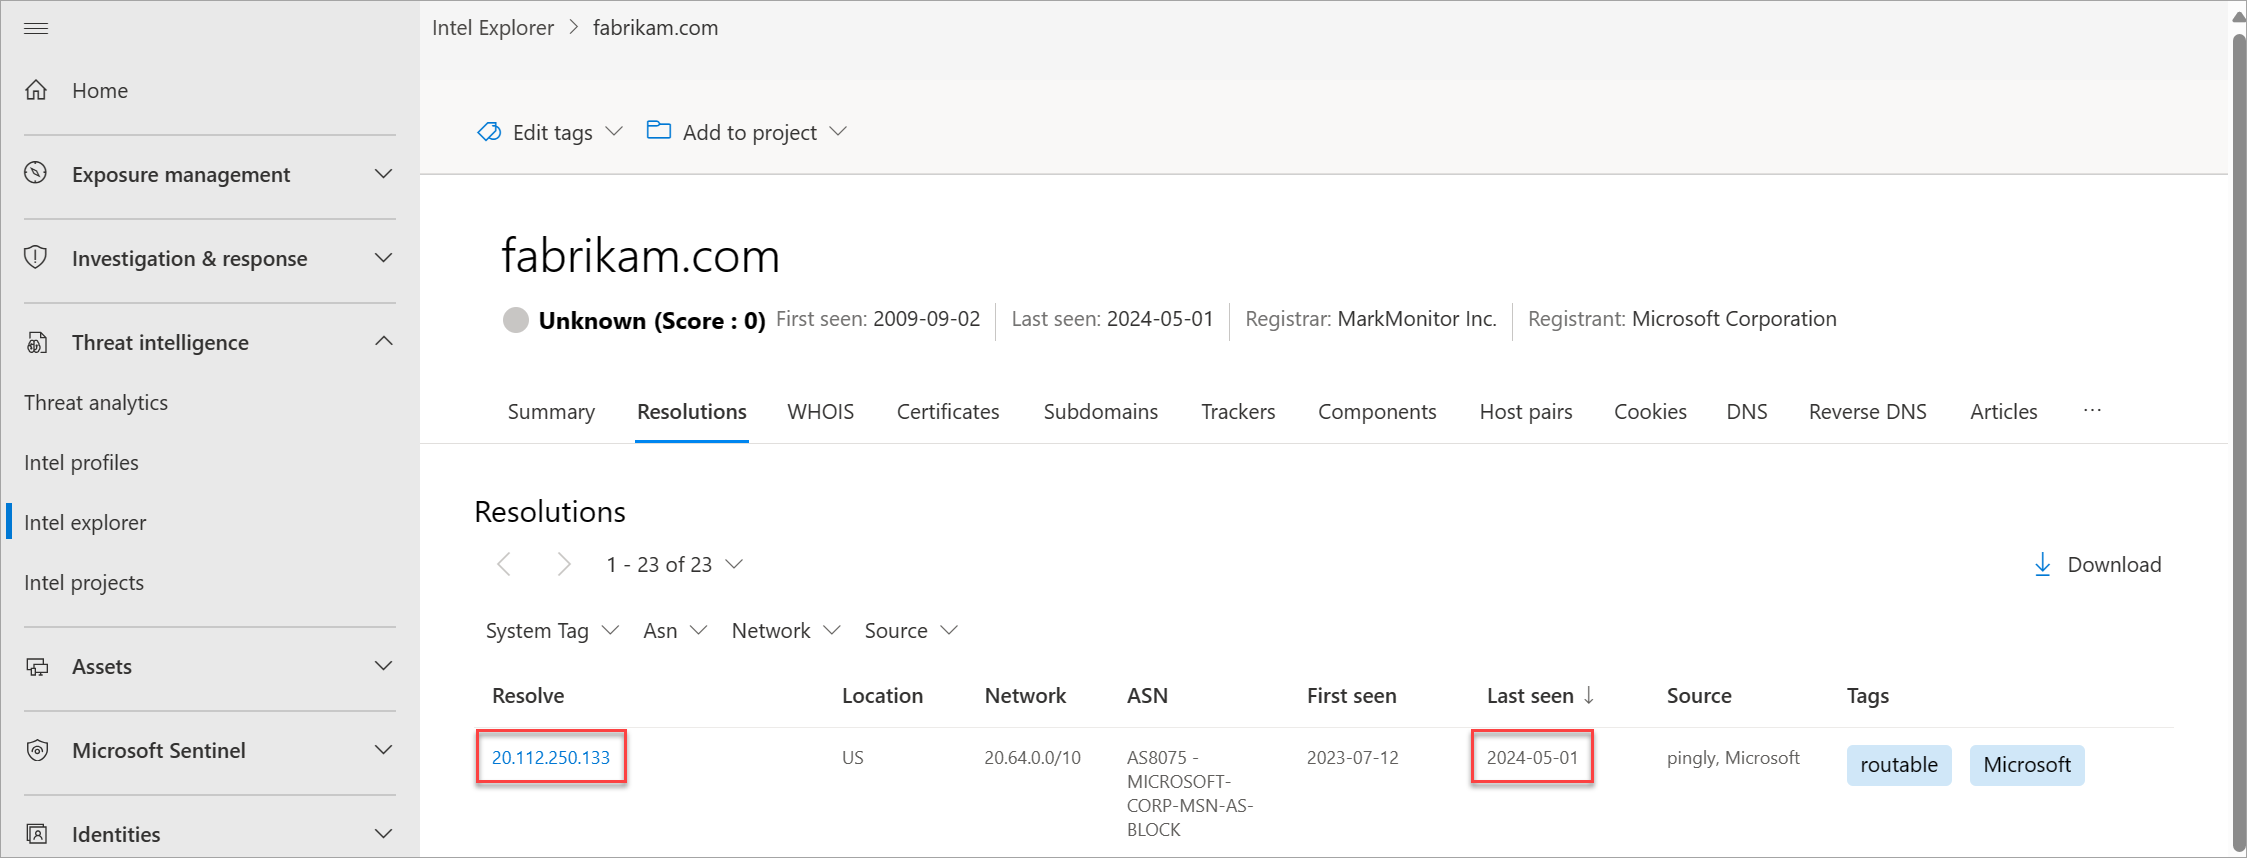 Intel Explorer > fabrikam.com
Home
Edit tags
Add to project
Exposure management
Investigation & response
Threat intelligence
Threat analytics
Intel profiles
Intel explorer
Intel projects
Assets
Microsoft Sentinel
Identities
fabrikam.com
Unknown (Score : 0) First seen: 2009-09-02 Last seen: 2024-05-01 Registrar: MarkMonitor Inc. Registrant: Microsoft Corporation
Summary Resolutions WHOIS Certificates Subdomains Trackers Components Host pairs Cookies DNS Reverse DNS Articles ...
Resolutions
1 - 23 of 23
Download
System Tag Asn Network Source
Resolve Location Network ASN First seen Last seen ↓ Source Tags
20.112.250.133 US 20.64.0.0/10 AS8075 - 2023-07-12 2024-05-01 pingly, Microsoft routable Microsoft
MICROSOFT-
CORP-MSN-AS-
BLOCK